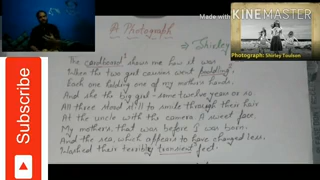 A Photograph
→ Shirley
The cardboard shows me how it was
When the two girl cousins went paddling.
Each one holding one of my mothers hands,
And she the big girl - some twelve years or so.
All three stood still to smile through their hair
At the uncle with the camera A sweet face.
My mothers, that was before I was born.
And the sea, which appears to have changed less.
Washed their terribly transient feet.
Made with
KINEMASTER
Photograph: Shirley Toulson
SUBSCRIBE